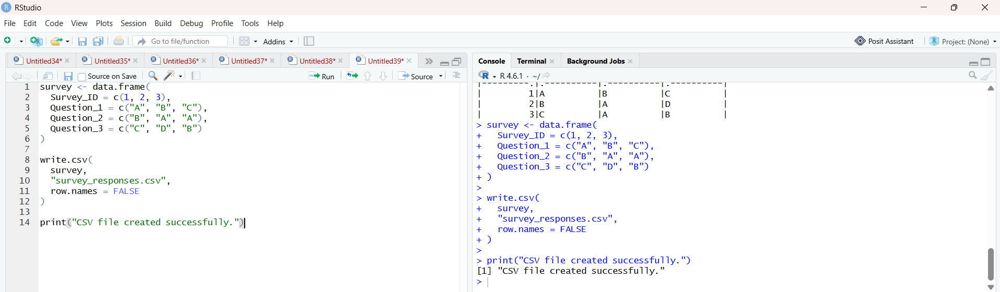 RStudio
File Edit Code View Plots Session Build Debug Profile Tools Help
Go to file/function Addins Posit Assistant Project: (None)
Untitled34* Untitled35* Untitled36* Untitled37* Untitled38* Untitled39*
Source on Save Run Source
1 survey <- data.frame(
2   Survey_ID = c(1, 2, 3),
3   Question_1 = c("A", "B", "C"),
4   Question_2 = c("B", "A", "A"),
5   Question_3 = c("C", "D", "B")
6 )
7
8 write.csv(
9   survey,
10   "survey_responses.csv",
11   row.names = FALSE
12 )
13
14 print("CSV file created successfully.")
Console Terminal Background Jobs
R 4.6.1 · ~/
|---------.|.----------|.----------|.----------|
|         1|A          |B          |C          |
|         2|B          |A          |D          |
|         3|C          |A          |B          |
> survey <- data.frame(
+   Survey_ID = c(1, 2, 3),
+   Question_1 = c("A", "B", "C"),
+   Question_2 = c("B", "A", "A"),
+   Question_3 = c("C", "D", "B")
+ )
>
> write.csv(
+   survey,
+   "survey_responses.csv",
+   row.names = FALSE
+ )
>
> print("CSV file created successfully.")
[1] "CSV file created successfully."
>